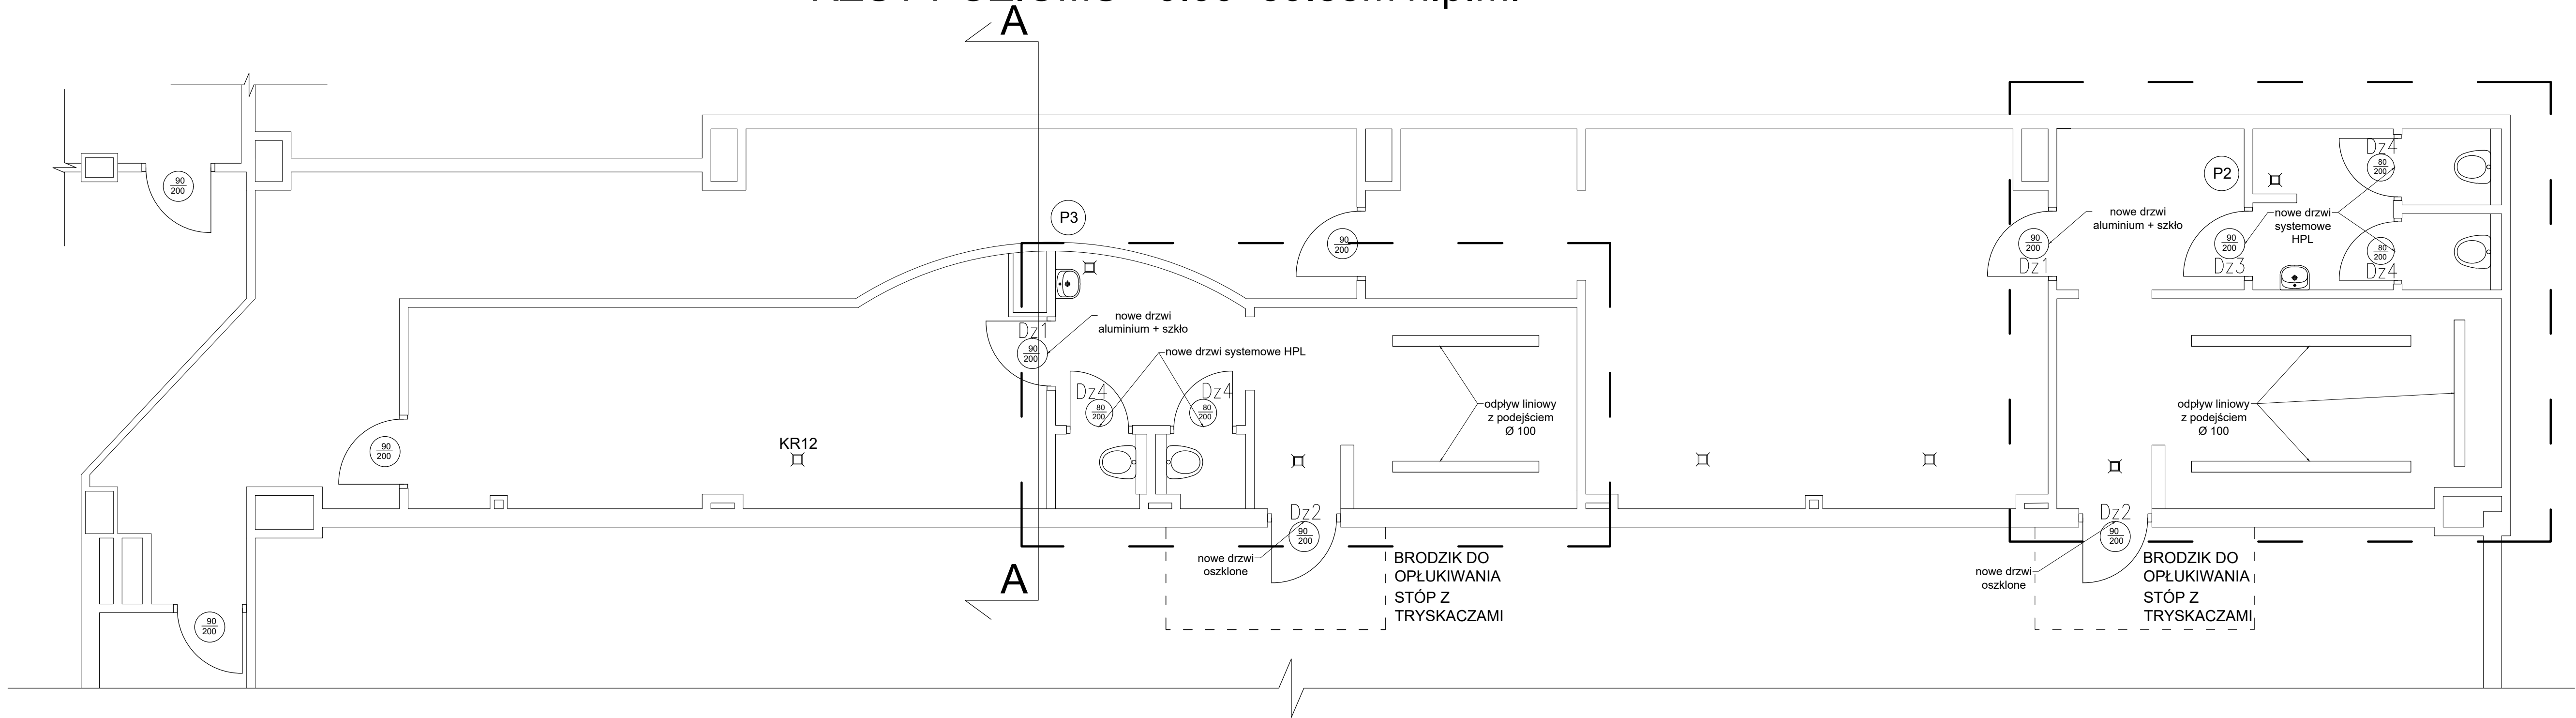 A
90
200
P3
90
200
P2
Dz4
80
200
nowe drzwi
aluminium + szkło
90
200
Dz1
90
200
Dz3
nowe drzwi
systemowe
HPL
80
200
Dz4
nowe drzwi
aluminium + szkło
Dz1
90
200
nowe drzwi systemowe HPL
Dz4
80
200
Dz4
80
200
odpływ liniowy
z podejściem
Ø 100
odpływ liniowy
z podejściem
Ø 100
90
200
KR12
Dz2
90
200
nowe drzwi
oszklone
BRODZIK DO
OPŁUKIWANIA
STÓP Z
TRYSKACZAMI
Dz2
90
200
nowe drzwi
oszklone
BRODZIK DO
OPŁUKIWANIA
STÓP Z
TRYSKACZAMI
A
90
200